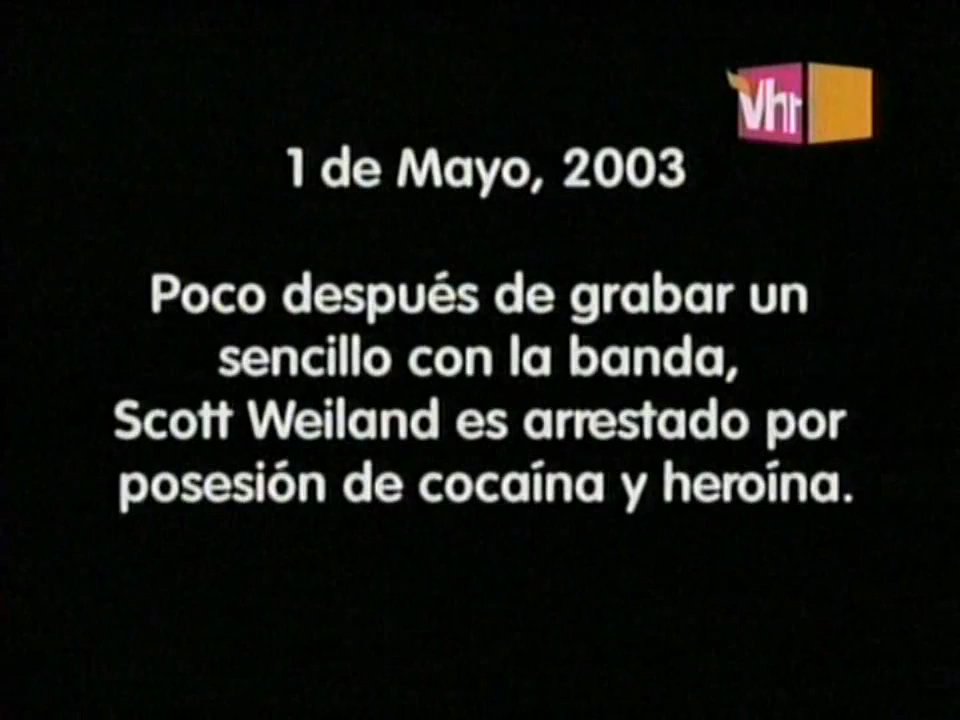 Vh1
1 de Mayo, 2003
Poco después de grabar un
sencillo con la banda,
Scott Weiland es arrestado por
posesión de cocaína y heroína.